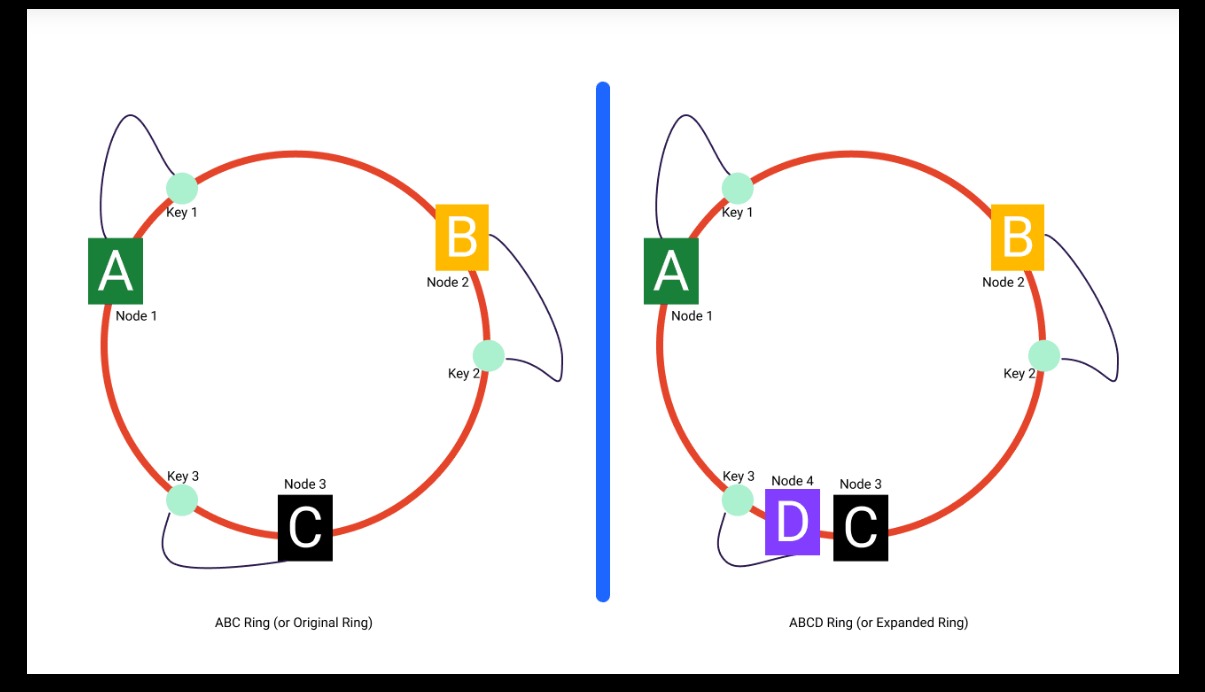 Key 1
B
A
Node 2
Node 1
Key 2
Key 3
Node 3
C
ABC Ring (or Original Ring)
Key 1
B
A
Node 2
Node 1
Key 2
Key 3
Node 4
Node 3
D
C
ABCD Ring (or Expanded Ring)